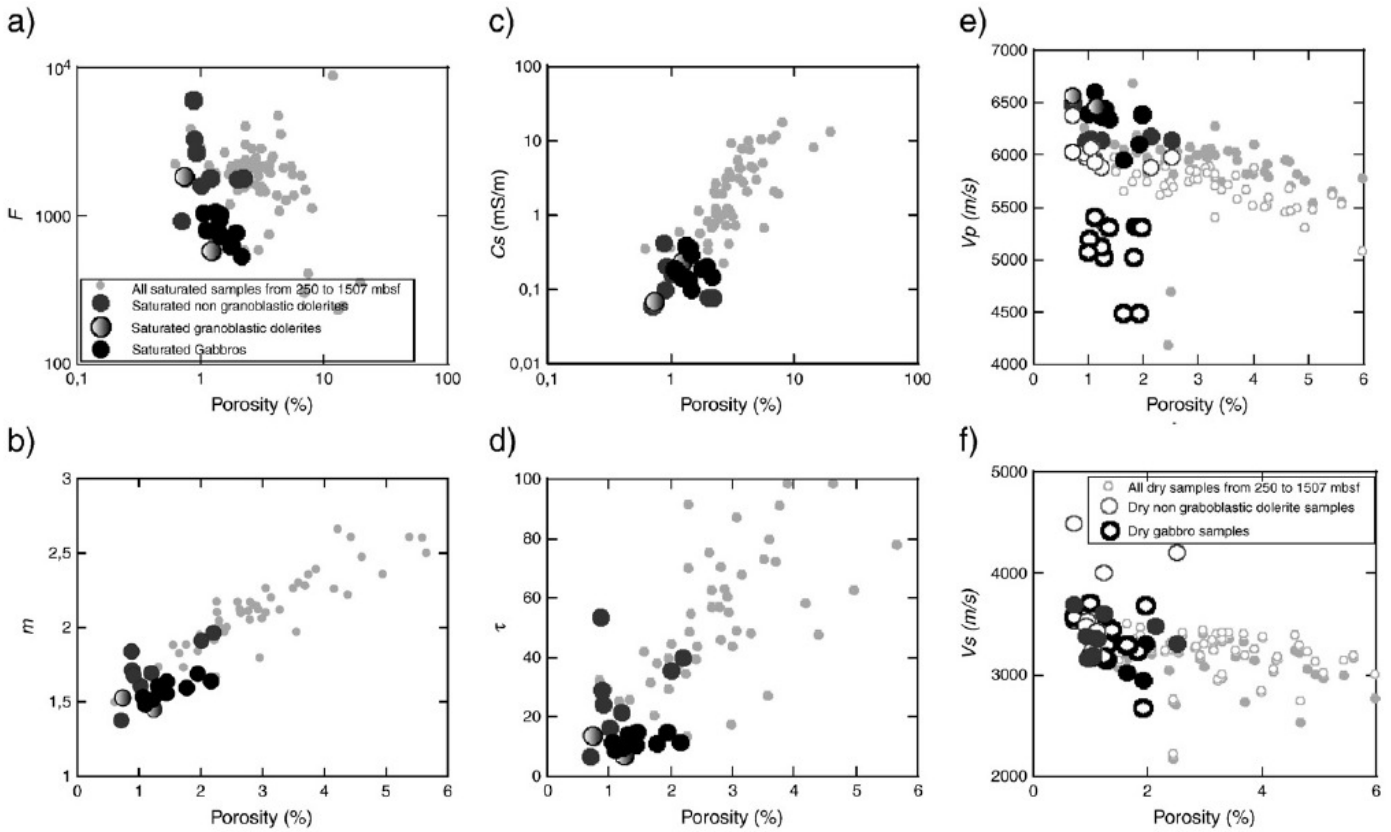 a)
10⁴
1000
100
F
0,1
1
10
100
Porosity (%)
All saturated samples from 250 to 1507 mbsf
Saturated non granoblastic dolerites
Saturated granoblastic dolerites
Saturated Gabbros
b)
3
2,5
2
1,5
1
m
0
1
2
3
4
5
6
Porosity (%)
c)
100
10
1
0,1
0,01
Cs (mS/m)
0,1
1
10
100
Porosity (%)
d)
100
80
60
40
20
0
τ
0
1
2
3
4
5
6
Porosity (%)
e)
7000
6500
6000
5500
5000
4500
4000
Vp (m/s)
0
1
2
3
4
5
6
Porosity (%)
f)
5000
4000
3000
2000
Vs (m/s)
All dry samples from 250 to 1507 mbsf
Dry non graboblastic dolerite samples
Dry gabbro samples
0
1
2
3
4
5
6
Porosity (%)